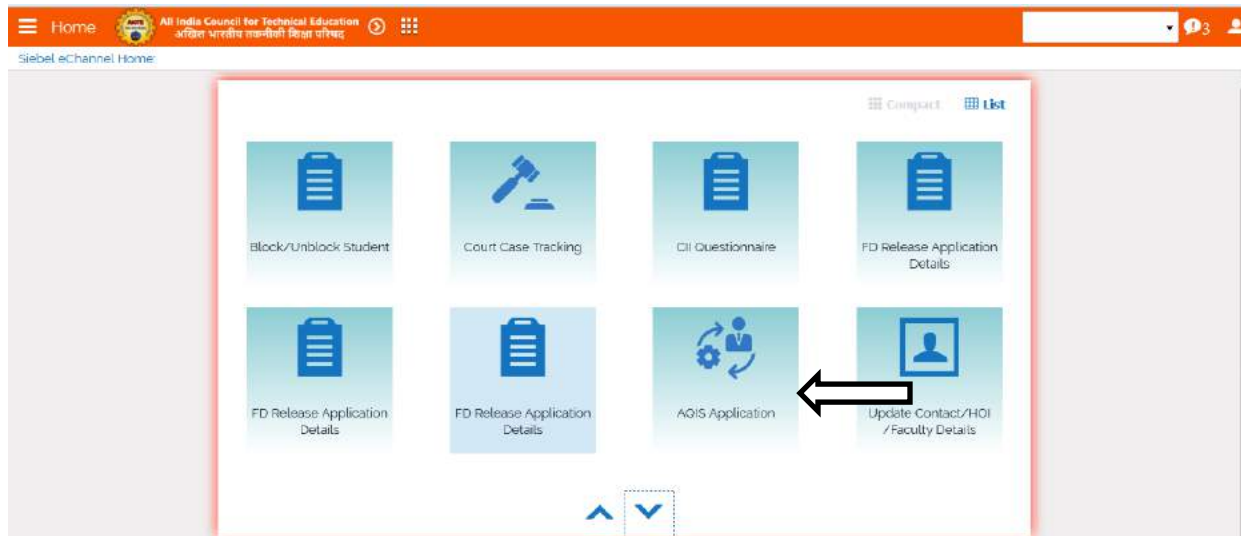 Home
All India Council for Technical Education
अखिल भारतीय तकनीकी शिक्षा परिषद
3
Siebel eChannel Home:
Compact
List
Block/Unblock Student
Court Case Tracking
CII Questionnaire
FD Release Application
Details
FD Release Application
Details
FD Release Application
Details
AQIS Application
Update Contact/HOI
/Faculty Details